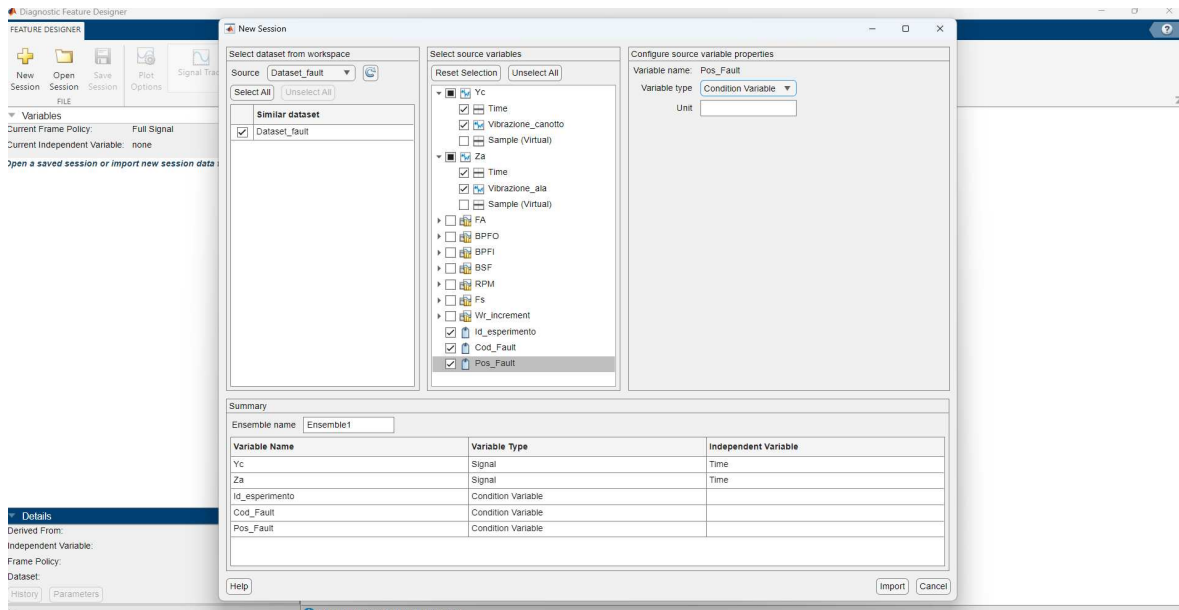 Diagnostic Feature Designer
FEATURE DESIGNER
New Session
Open Session
Save Session
Plot Options
Signal Trac
FILE
Variables
Current Frame Policy: Full Signal
Current Independent Variable: none
Open a saved session or import new session data
New Session
Select dataset from workspace
Source Dataset_fault
Select All Unselect All
Similar dataset
Dataset_fault
Select source variables
Reset Selection Unselect All
Yc
Time
Vibrazione_canotto
Sample (Virtual)
Za
Time
Vibrazione_ala
Sample (Virtual)
FA
BPFO
BPFI
BSF
RPM
Fs
Wr_increment
Id_esperimento
Cod_Fault
Pos_Fault
Configure source variable properties
Variable name: Pos_Fault
Variable type Condition Variable
Unit
Summary
Ensemble name Ensemble1
Variable Name Variable Type Independent Variable
Yc Signal Time
Za Signal Time
Id_esperimento Condition Variable
Cod_Fault Condition Variable
Pos_Fault Condition Variable
Help Import Cancel
Details
Derived From:
Independent Variable:
Frame Policy:
Dataset:
History Parameters